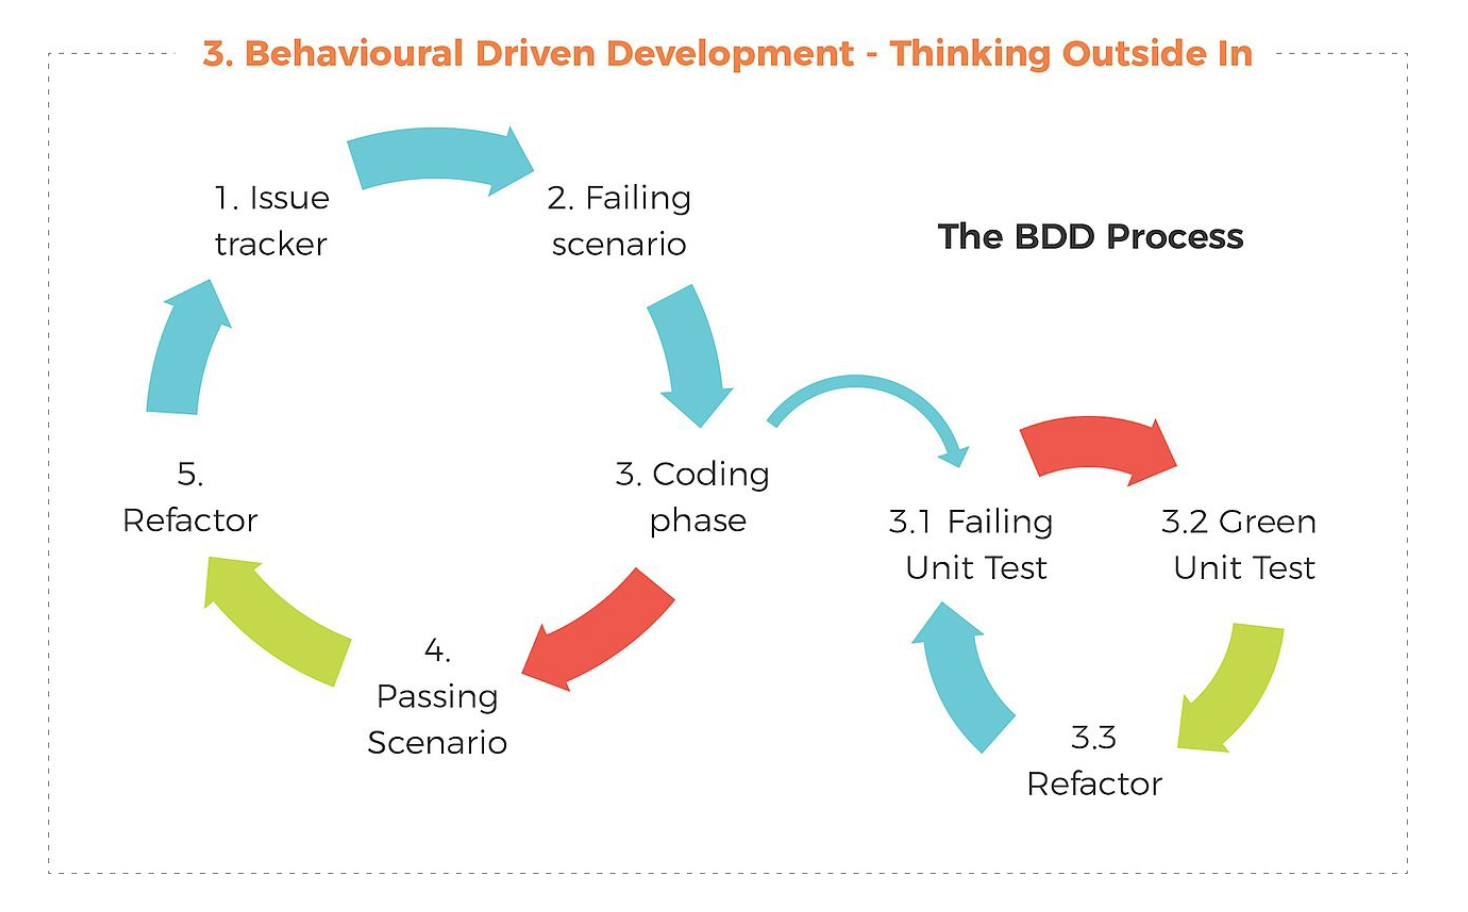 3. Behavioural Driven Development - Thinking Outside In
1. Issue
tracker
2. Failing
scenario
The BDD Process
3. Coding
phase
3.1 Failing
Unit Test
3.2 Green
Unit Test
3.3
Refactor
4.
Passing
Scenario
5.
Refactor